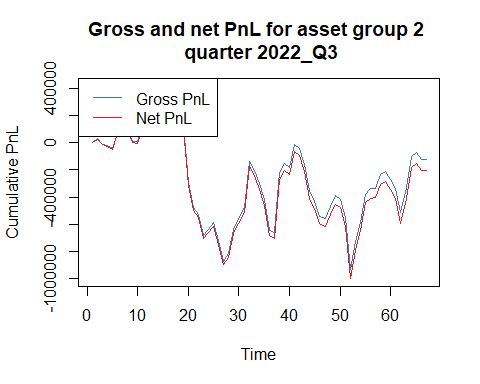 Gross and net PnL for asset group 2
quarter 2022_Q3
Gross PnL
Net PnL
Cumulative PnL
400000
0
-400000
-1000000
0 10 20 30 40 50 60
Time